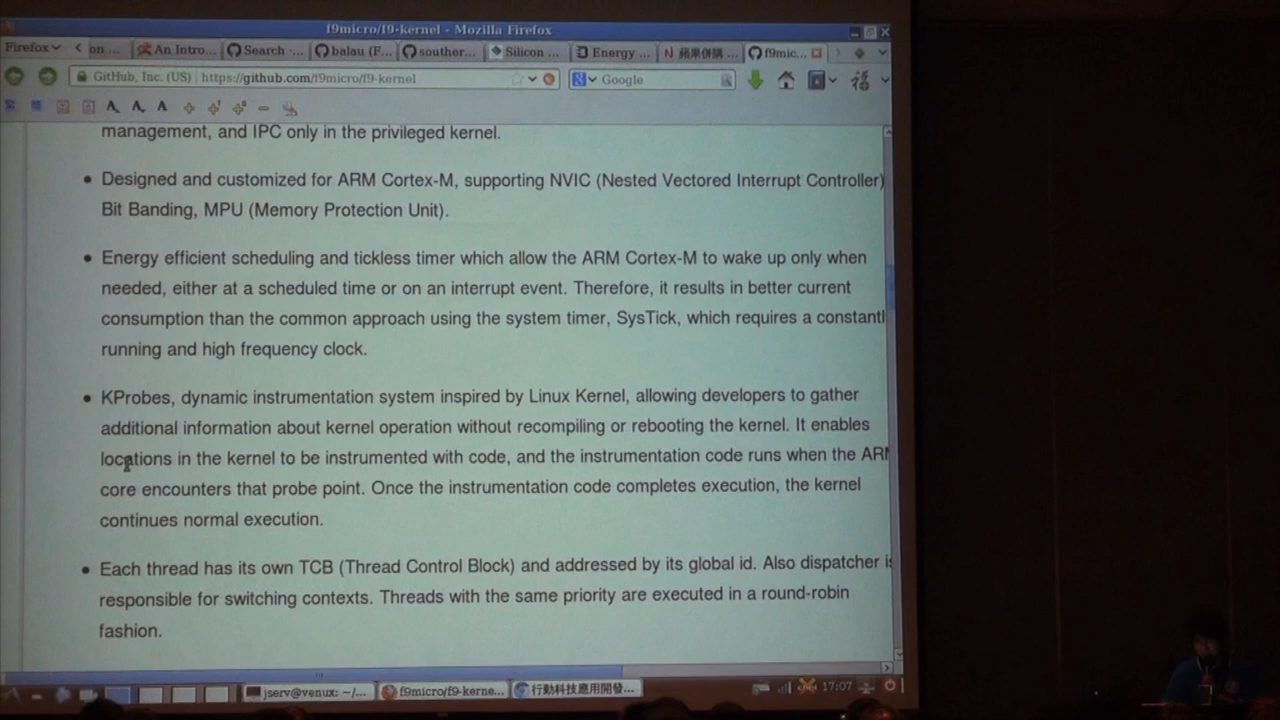 f9micro/f9-kernel - Mozilla Firefox
Firefox
on ...
An Intro...
Search ·...
balau (F...
souther...
Silicon ...
Energy ...
蘋果併購 ...
f9mic...
GitHub, Inc. (US)
https://github.com/f9micro/f9-kernel
Google
management, and IPC only in the privileged kernel.
• Designed and customized for ARM Cortex-M, supporting NVIC (Nested Vectored Interrupt Controller)
Bit Banding, MPU (Memory Protection Unit).
• Energy efficient scheduling and tickless timer which allow the ARM Cortex-M to wake up only when
needed, either at a scheduled time or on an interrupt event. Therefore, it results in better current
consumption than the common approach using the system timer, SysTick, which requires a constantl
running and high frequency clock.
• KProbes, dynamic instrumentation system inspired by Linux Kernel, allowing developers to gather
additional information about kernel operation without recompiling or rebooting the kernel. It enables
locations in the kernel to be instrumented with code, and the instrumentation code runs when the ARM
core encounters that probe point. Once the instrumentation code completes execution, the kernel
continues normal execution.
• Each thread has its own TCB (Thread Control Block) and addressed by its global id. Also dispatcher is
responsible for switching contexts. Threads with the same priority are executed in a round-robin
fashion.
jserv@venux: ~/...
f9micro/f9-kerne...
行動科技應用開發...
17:07